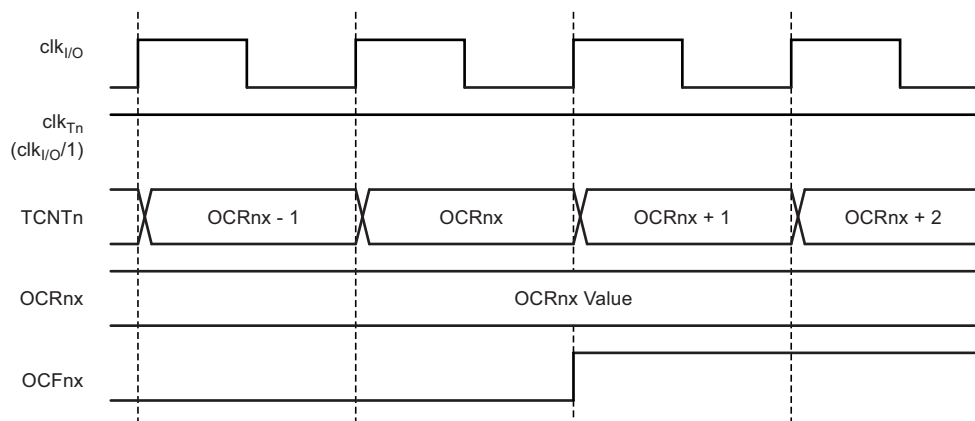 clkI/O
clkTn
(clkI/O/1)
TCNTn OCRnx - 1 OCRnx OCRnx + 1 OCRnx + 2
OCRnx OCRnx Value
OCFnx